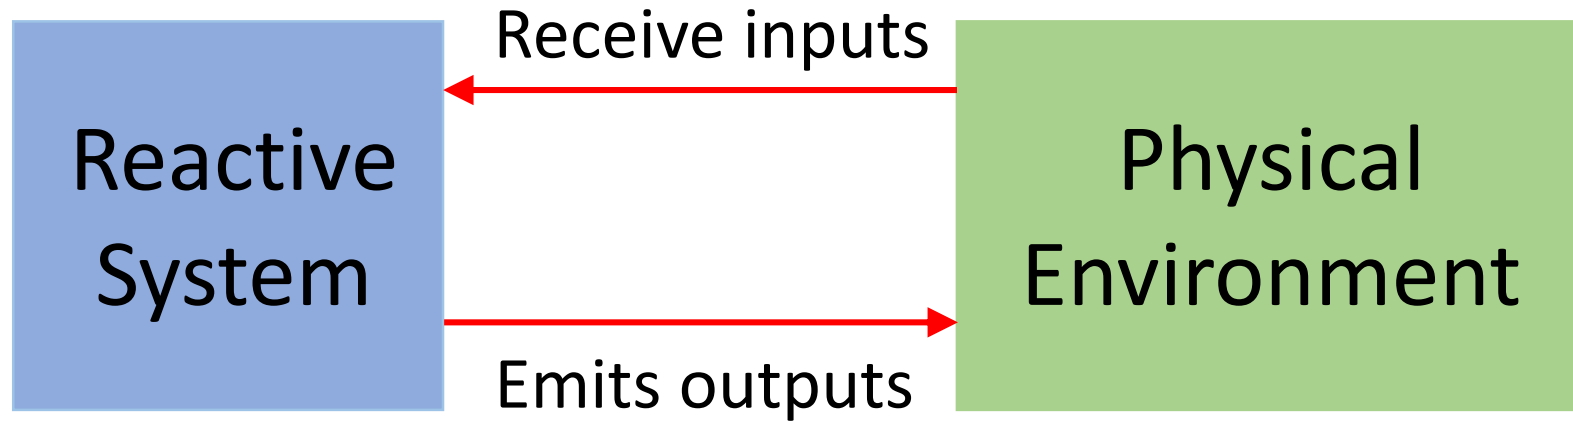 Receive inputs
Reactive
System
Physical
Environment
Emits outputs